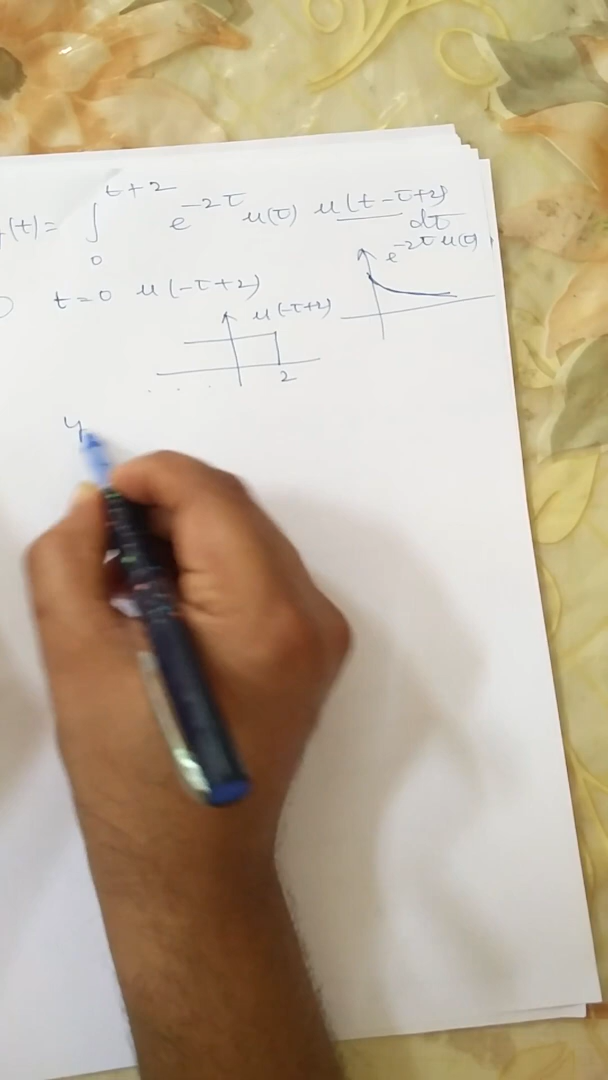 (t) = ∫₀^{t+2} e^{-2τ} u(τ) u(t-τ+2) dτ
t=0 u(-τ+2)
e^{-2τ} u(τ)
u(-τ+2)
2
y